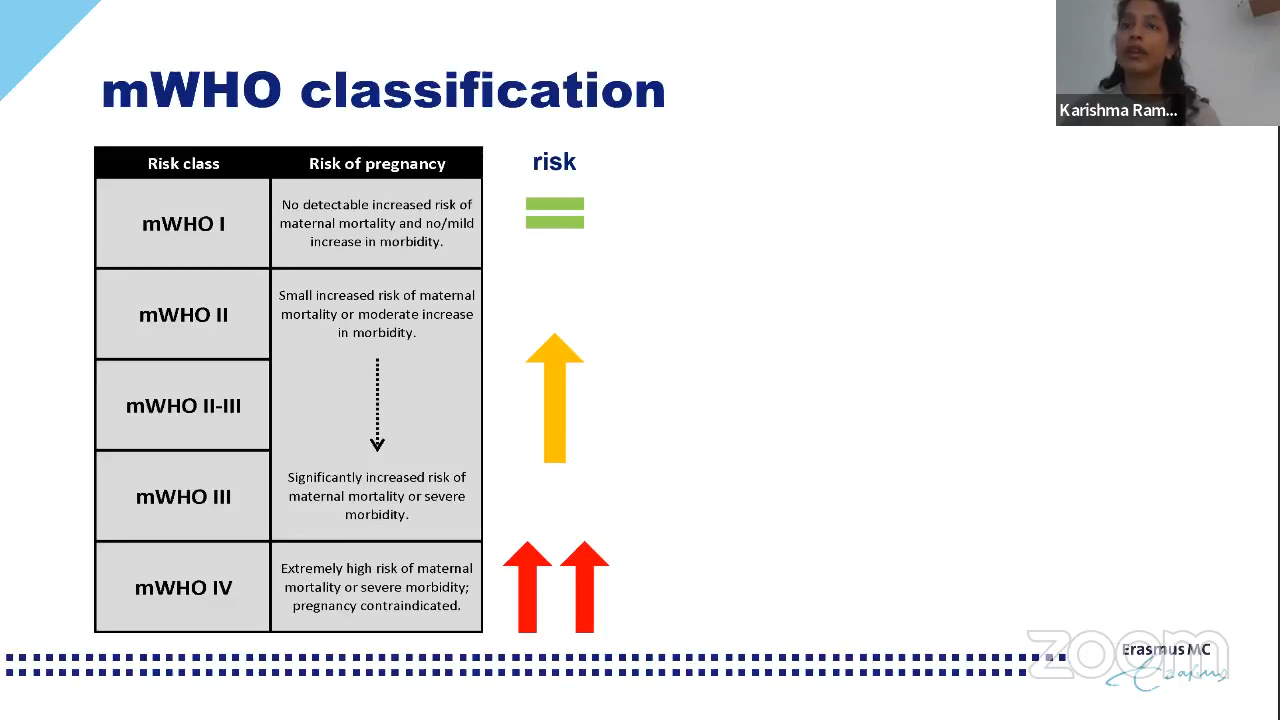 mWHO classification
Karishma Ram...
Risk class
Risk of pregnancy
risk
mWHO I
No detectable increased risk of
maternal mortality and no/mild
increase in morbidity.
mWHO II
Small increased risk of maternal
mortality or moderate increase
in morbidity.
mWHO II-III
mWHO III
Significantly increased risk of
maternal mortality or severe
morbidity.
mWHO IV
Extremely high risk of maternal
mortality or severe morbidity;
pregnancy contraindicated.
zoom
Erasmus MC
Erasmus